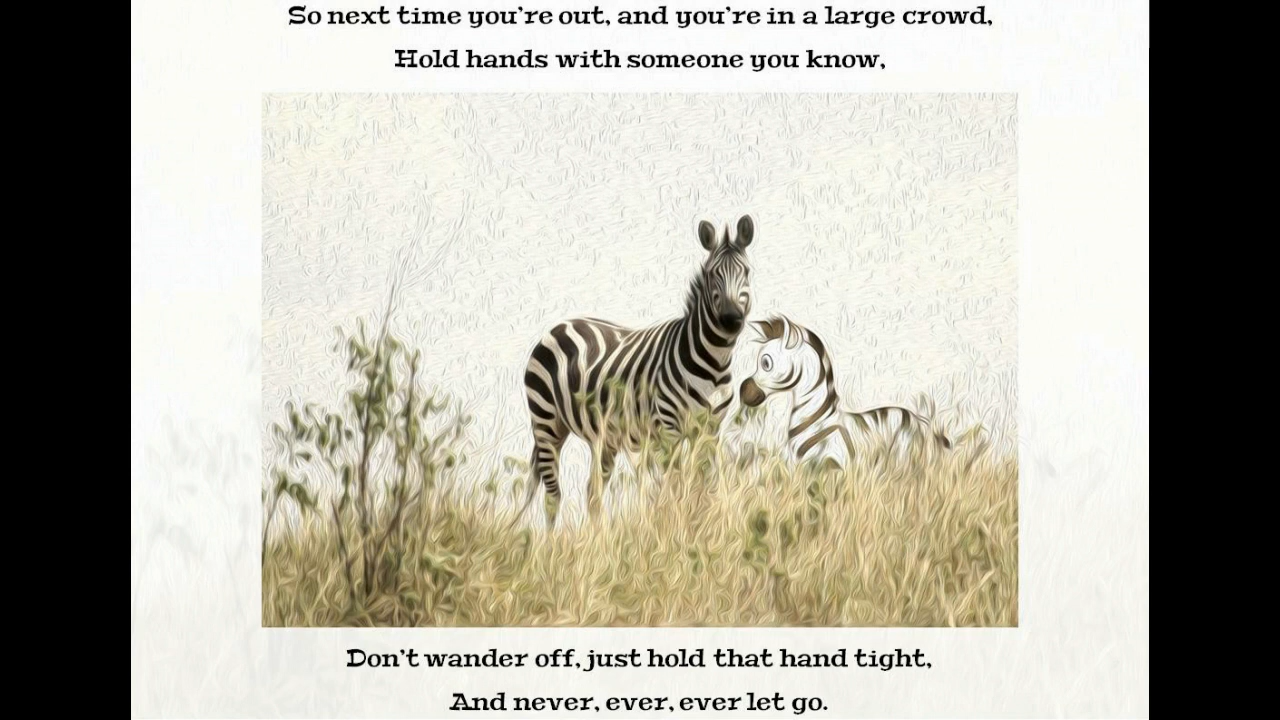 So next time you're out, and you're in a large crowd,
Hold hands with someone you know,
Don't wander off, just hold that hand tight,
And never, ever, ever let go.